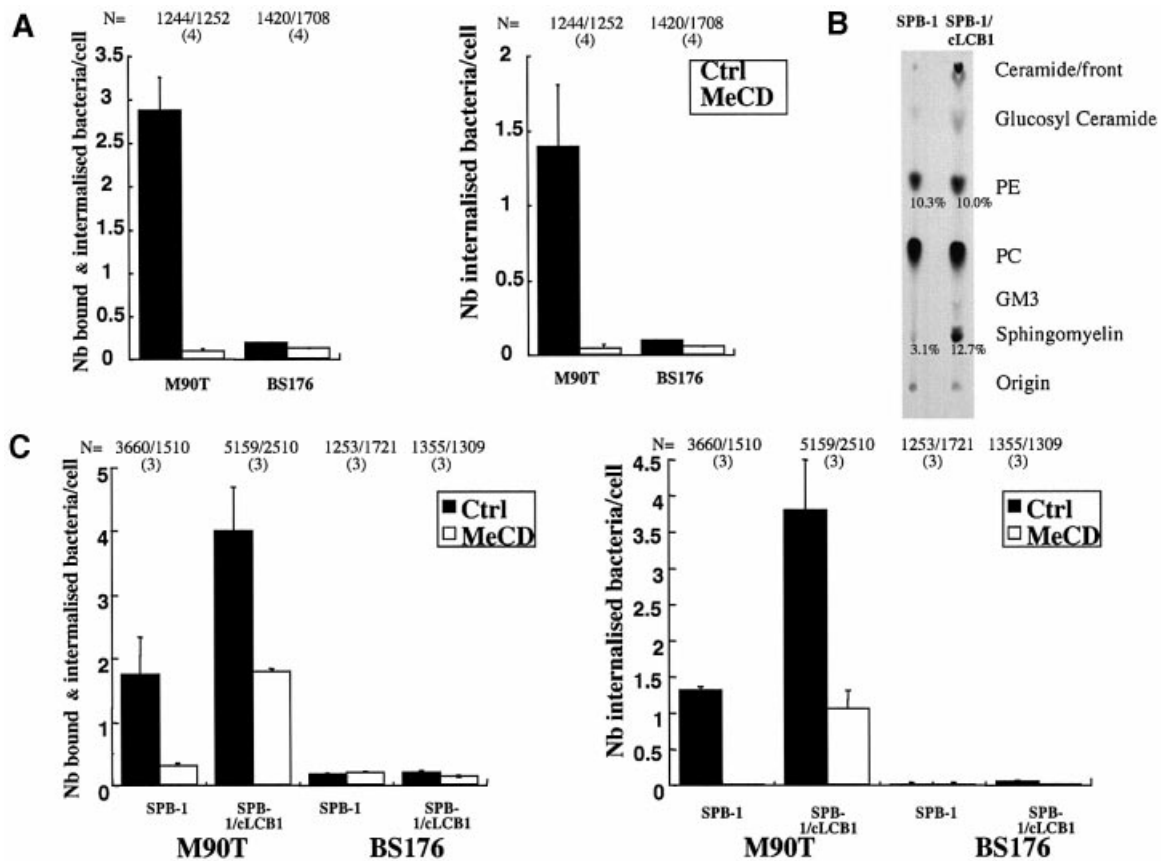 A
N= 1244/1252 1420/1708
(4) (4)
Nb bound & internalised bacteria/cell
3.5
3
2.5
2
1.5
1
0.5
0
M90T BS176
N= 1244/1252 1420/1708
(4) (4)
Ctrl
MeCD
Nb internalised bacteria/cell
2
1.5
1
0.5
0
M90T BS176
B
SPB-1 SPB-1/
cLCB1
Ceramide/front
Glucosyl Ceramide
PE
10.3% 10.0%
PC
GM3
Sphingomyelin
3.1% 12.7%
Origin
C
N= 3660/1510 5159/2510 1253/1721 1355/1309
(3) (3) (3) (3)
Ctrl
MeCD
Nb bound & intermalised bacteria/cell
5
4
3
2
1
0
SPB-1 SPB-
1/cLCB1 SPB-1 SPB-
1/cLCB1
M90T BS176
N= 3660/1510 5159/2510 1253/1721 1355/1309
(3) (3) (3) (3)
Ctrl
MeCD
Nb internalised bacteria/cell
4.5
4
3.5
3
2.5
2
1.5
1
0.5
0
SPB-1 SPB-
1/cLCB1 SPB-1 SPB-
1/cLCB1
M90T BS176